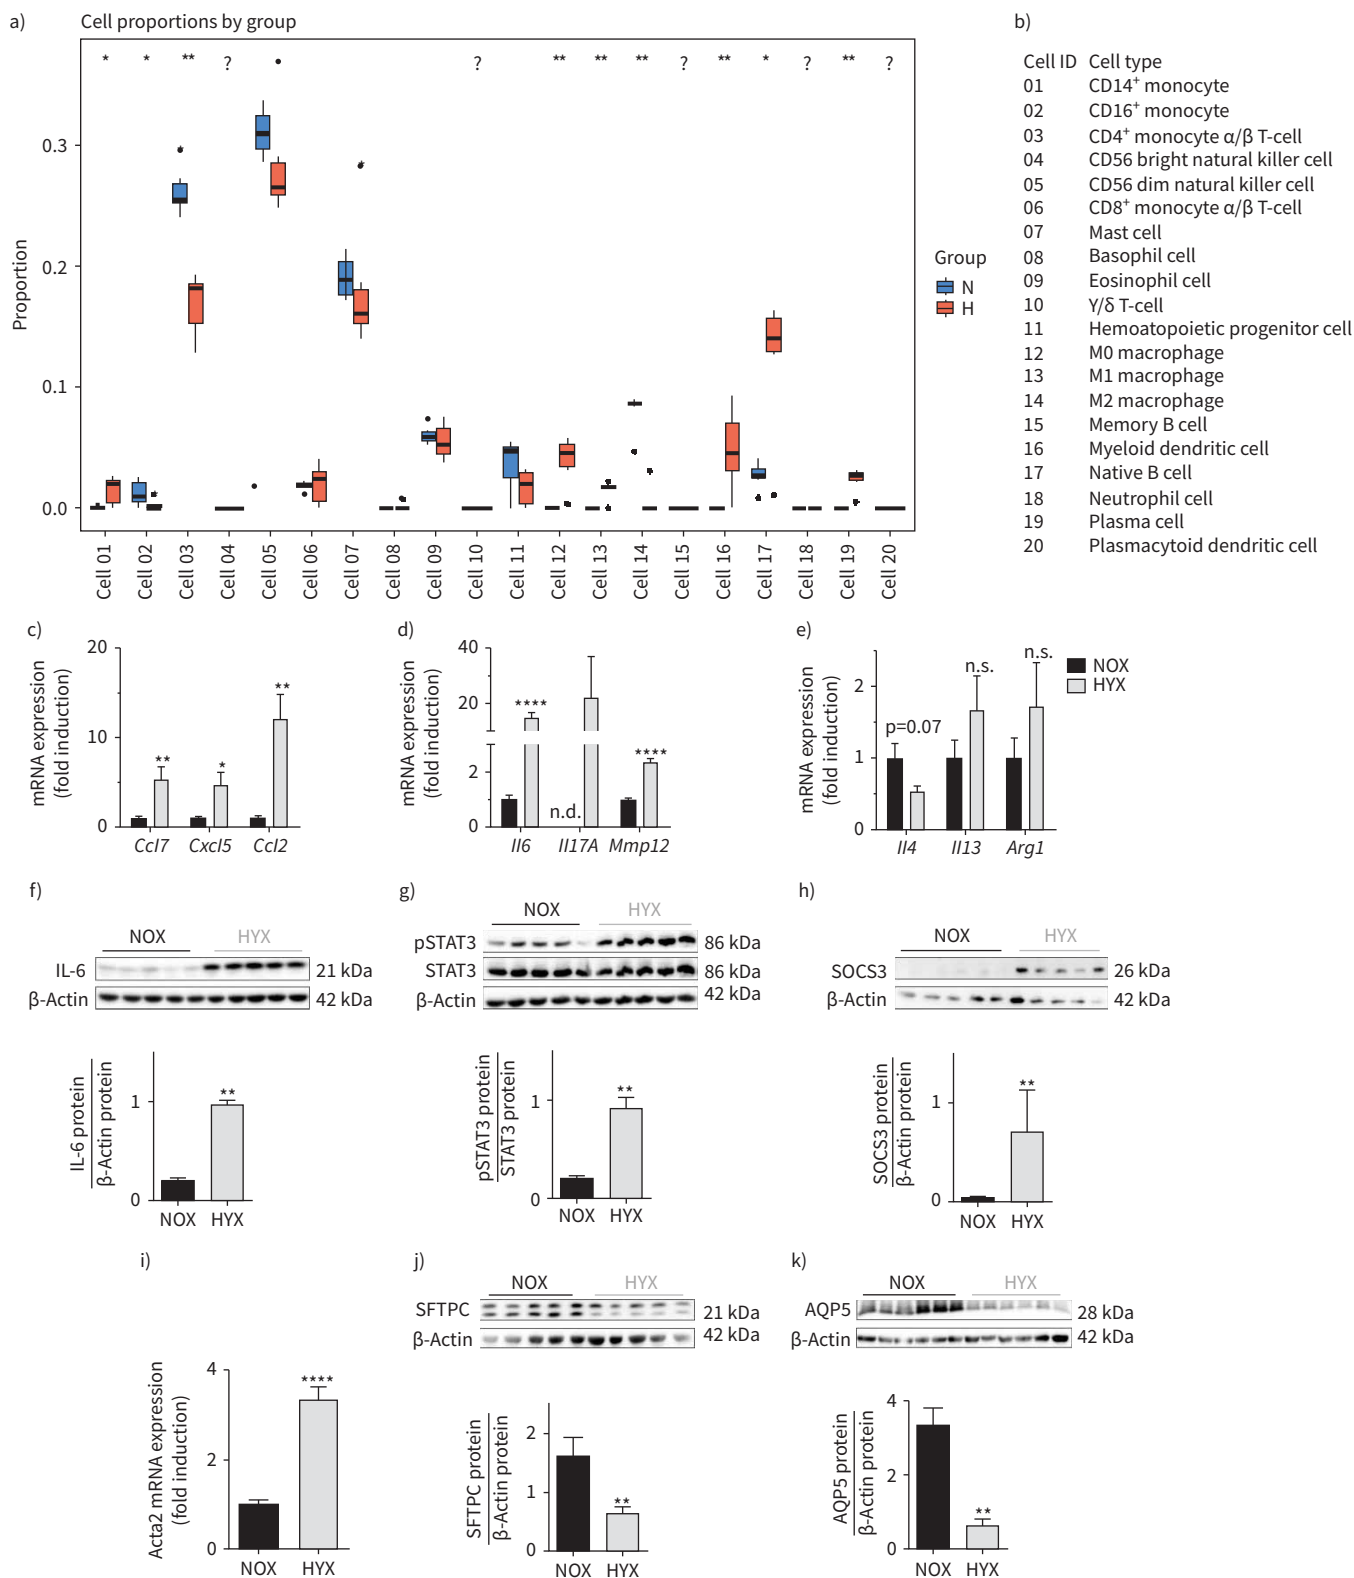 a)
Cell proportions by group
* * ** ? ? ** ** ** ? ** * ? ** ?
0.3
0.2
0.1
0.0
Proportion
Cell 01
Cell 02
Cell 03
Cell 04
Cell 05
Cell 06
Cell 07
Cell 08
Cell 09
Cell 10
Cell 11
Cell 12
Cell 13
Cell 14
Cell 15
Cell 16
Cell 17
Cell 18
Cell 19
Cell 20
Group
N
H
b)
Cell ID Cell type
01 CD14+ monocyte
02 CD16+ monocyte
03 CD4+ monocyte α/β T-cell
04 CD56 bright natural killer cell
05 CD56 dim natural killer cell
06 CD8+ monocyte α/β T-cell
07 Mast cell
08 Basophil cell
09 Eosinophil cell
10 Y/δ T-cell
11 Hemoatopoietic progenitor cell
12 M0 macrophage
13 M1 macrophage
14 M2 macrophage
15 Memory B cell
16 Myeloid dendritic cell
17 Native B cell
18 Neutrophil cell
19 Plasma cell
20 Plasmacytoid dendritic cell
c)
mRNA expression
(fold induction)
20
10
0
** * **
Ccl7 Cxcl5 Ccl2
d)
mRNA expression
(fold induction)
40
20
2
0
**** n.d. ****
Il6 Il17A Mmp12
e)
mRNA expression
(fold induction)
2
1
0
p=0.07 n.s. n.s.
Il4 Il13 Arg1
NOX
HYX
f)
NOX HYX
IL-6 21 kDa
β-Actin 42 kDa
IL-6 protein
β-Actin protein
1
0
**
NOX HYX
g)
NOX HYX
pSTAT3 86 kDa
STAT3 86 kDa
β-Actin 42 kDa
pSTAT3 protein
STAT3 protein
1
0
**
NOX HYX
h)
NOX HYX
SOCS3 26 kDa
β-Actin 42 kDa
SOCS3 protein
β-Actin protein
1
0
**
NOX HYX
i)
Acta2 mRNA expression
(fold induction)
4
2
0
****
NOX HYX
j)
NOX HYX
SFTPC 21 kDa
β-Actin 42 kDa
SFTPC protein
β-Actin protein
2
1
0
**
NOX HYX
k)
NOX HYX
AQP5 28 kDa
β-Actin 42 kDa
AQP5 protein
β-Actin protein
4
2
0
**
NOX HYX